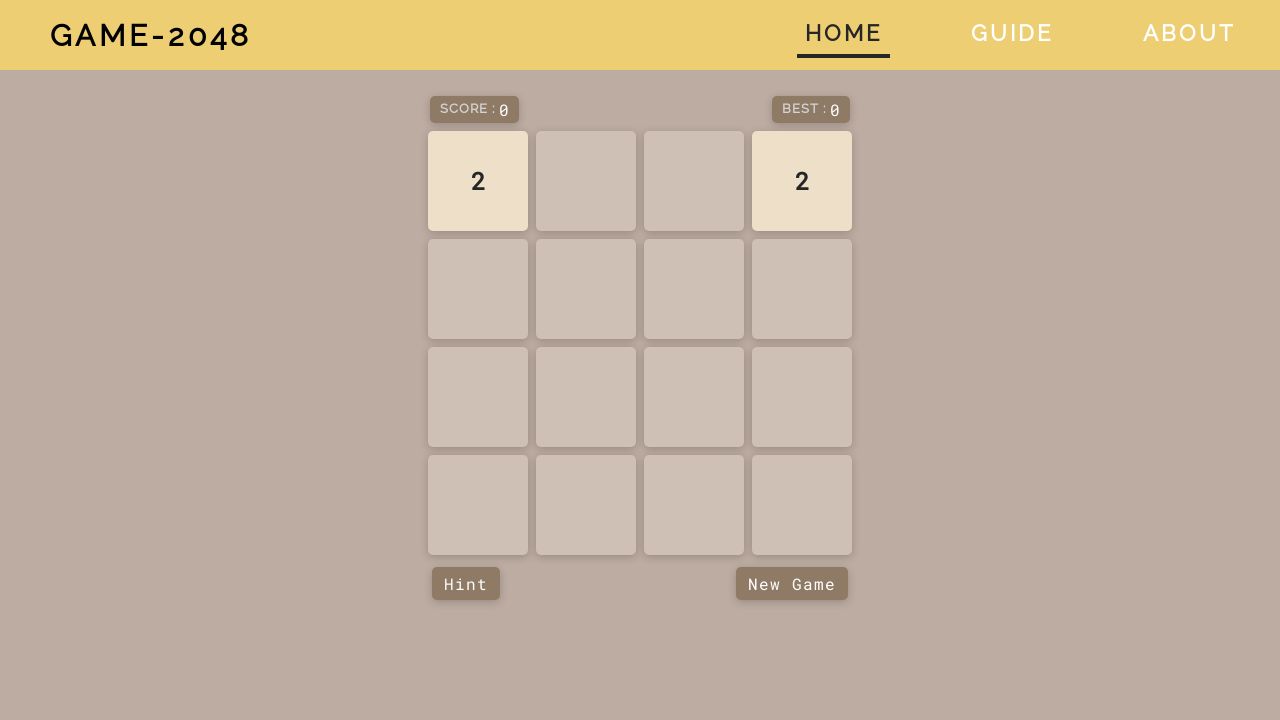 GAME-2048
HOME GUIDE ABOUT
SCORE : 0 BEST : 0
2 2
Hint New Game